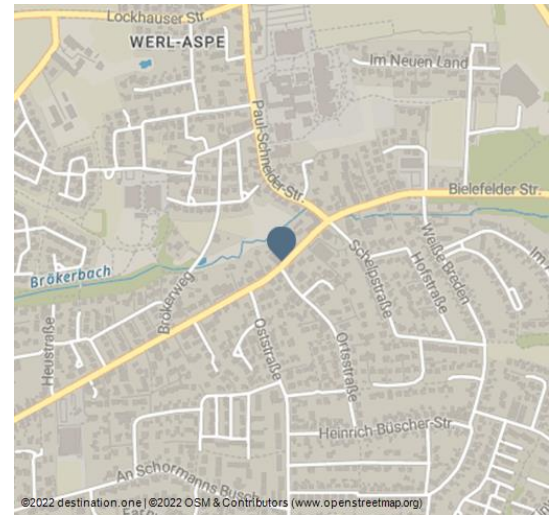 Lockhauser Str.
WERL-ASPE
Im Neuen Land
Paul-Schneider-Str.
Bielefelder Str.
Brökerbach
Brökerweg
Heustraße
Oststraße
Ortsstraße
Schelpstraße
Hofstraße
Weiße Breden
Heinrich-Büscher-Str.
An Schormanns Busch
©2022 destination.one | ©2022 OSM & Contributors (www.openstreetmap.org)